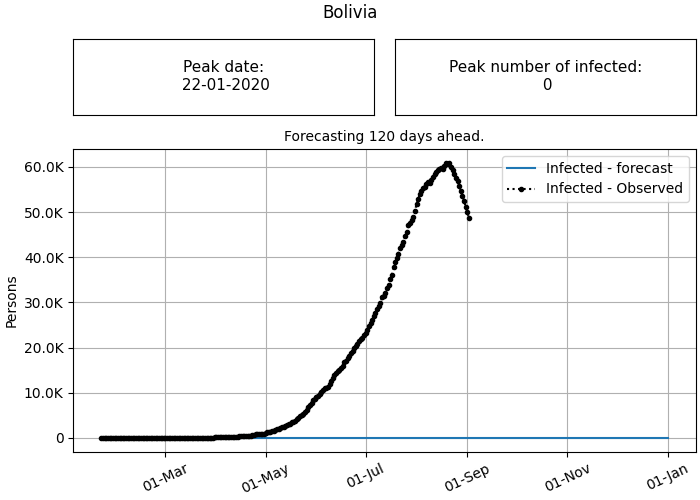 Bolivia
Peak date:
22-01-2020
Peak number of infected:
0
Forecasting 120 days ahead.
Infected - forecast
Infected - Observed
Persons
60.0K
50.0K
40.0K
30.0K
20.0K
10.0K
0
01-Mar
01-May
01-Jul
01-Sep
01-Nov
01-Jan